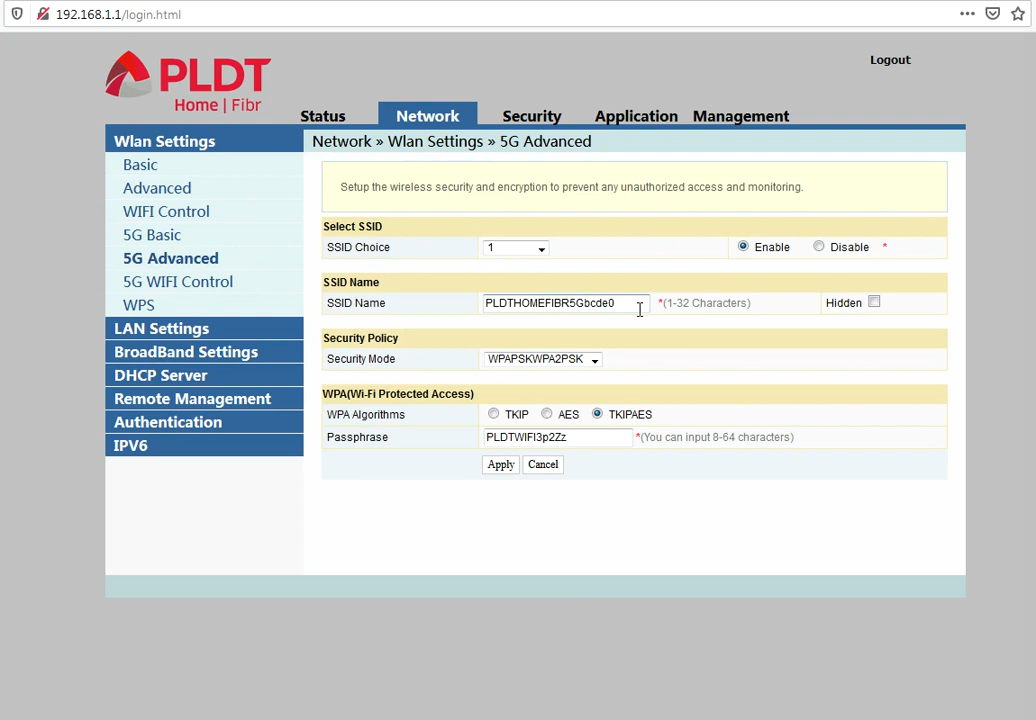 192.168.1.1/login.html
PLDT
Home | Fibr
Logout
Status Network Security Application Management
Network » Wlan Settings » 5G Advanced
Wlan Settings
Basic
Advanced
WIFI Control
5G Basic
5G Advanced
5G WIFI Control
WPS
LAN Settings
BroadBand Settings
DHCP Server
Remote Management
Authentication
IPV6
Setup the wireless security and encryption to prevent any unauthorized access and monitoring.
Select SSID
SSID Choice 1 Enable Disable *
SSID Name
SSID Name PLDTHOMEFIBR5Gbcde0 *(1-32 Characters) Hidden
Security Policy
Security Mode WPAPSKWPA2PSK
WPA(Wi-Fi Protected Access)
WPA Algorithms TKIP AES TKIPAES
Passphrase PLDTWIFI3p2Zz *(You can input 8-64 characters)
Apply Cancel